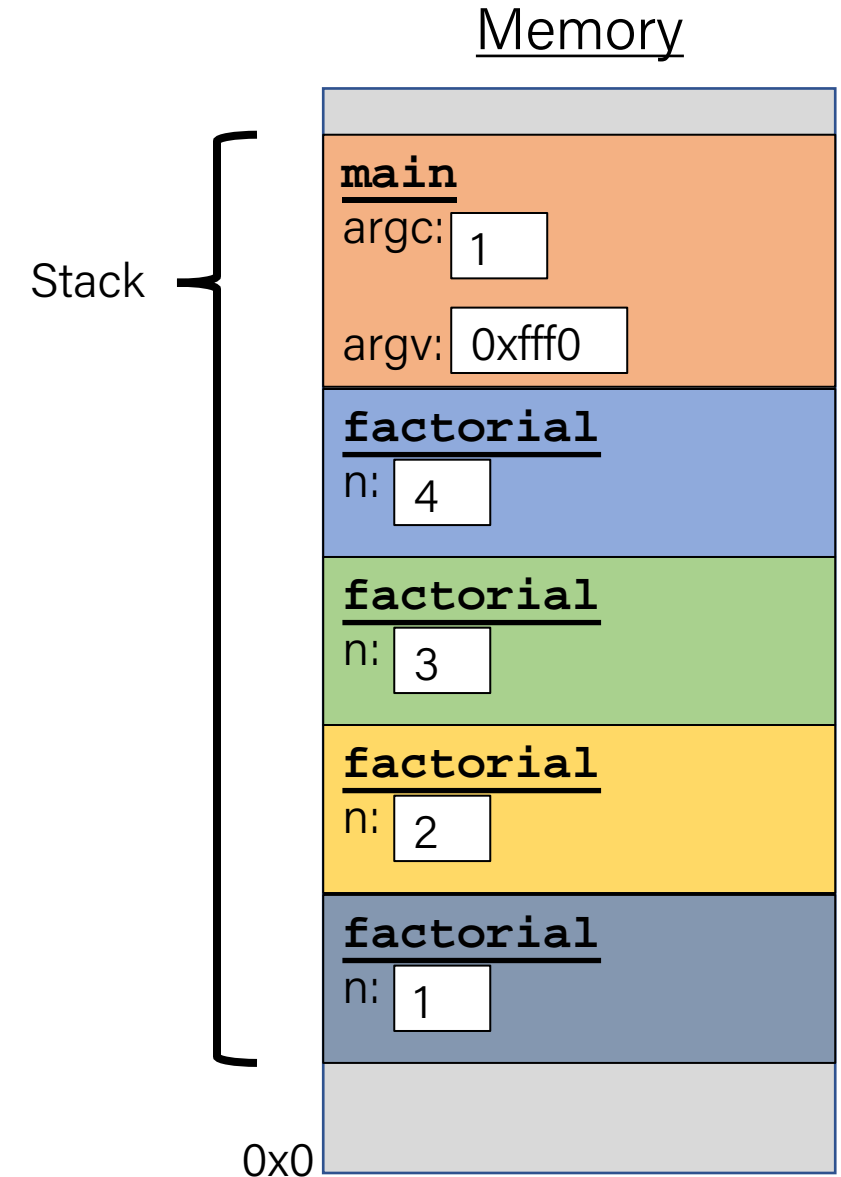 Memory
main
argc: 1
Stack
argv: 0xfff0
factorial
n: 4
factorial
n: 3
factorial
n: 2
factorial
n: 1
0x0